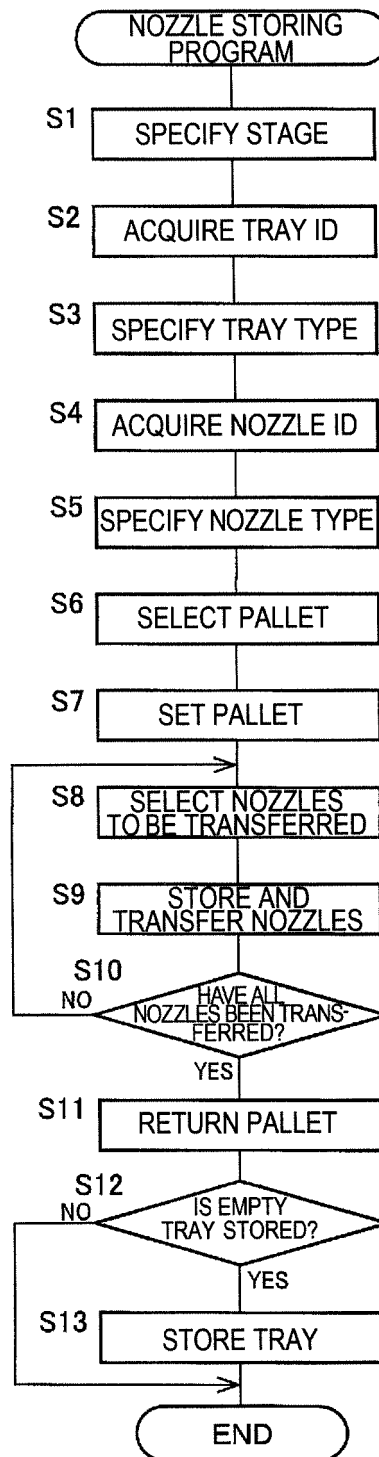 NOZZLE STORING
PROGRAM
S1
SPECIFY STAGE
S2
ACQUIRE TRAY ID
S3
SPECIFY TRAY TYPE
S4
ACQUIRE NOZZLE ID
S5
SPECIFY NOZZLE TYPE
S6
SELECT PALLET
S7
SET PALLET
S8
SELECT NOZZLES
TO BE TRANSFERRED
S9
STORE AND
TRANSFER NOZZLES
S10
NO
HAVE ALL
NOZZLES BEEN TRANS-
FERRED?
YES
S11
RETURN PALLET
S12
NO
IS EMPTY
TRAY STORED?
YES
S13
STORE TRAY
END